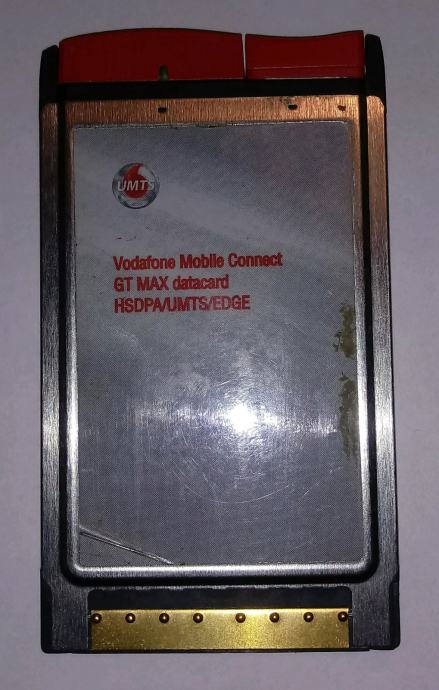 UMTS
Vodafone Mobile Connect
GT MAX datacard
HSDPA/UMTS/EDGE